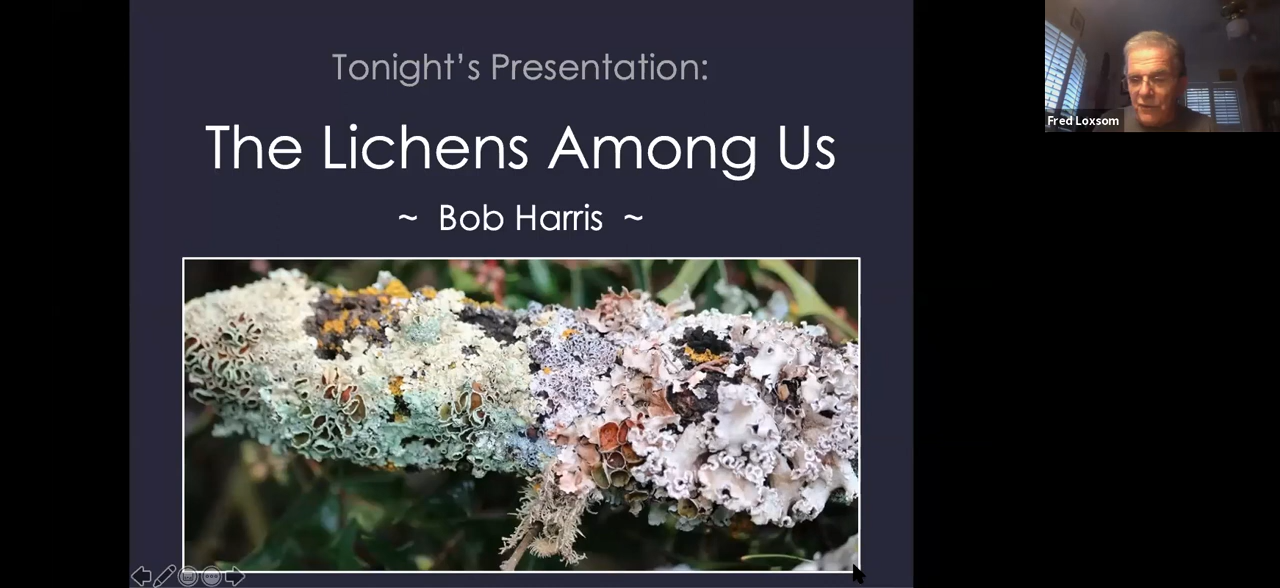 Tonight's Presentation:
The Lichens Among Us
~ Bob Harris ~
Fred Loxsom